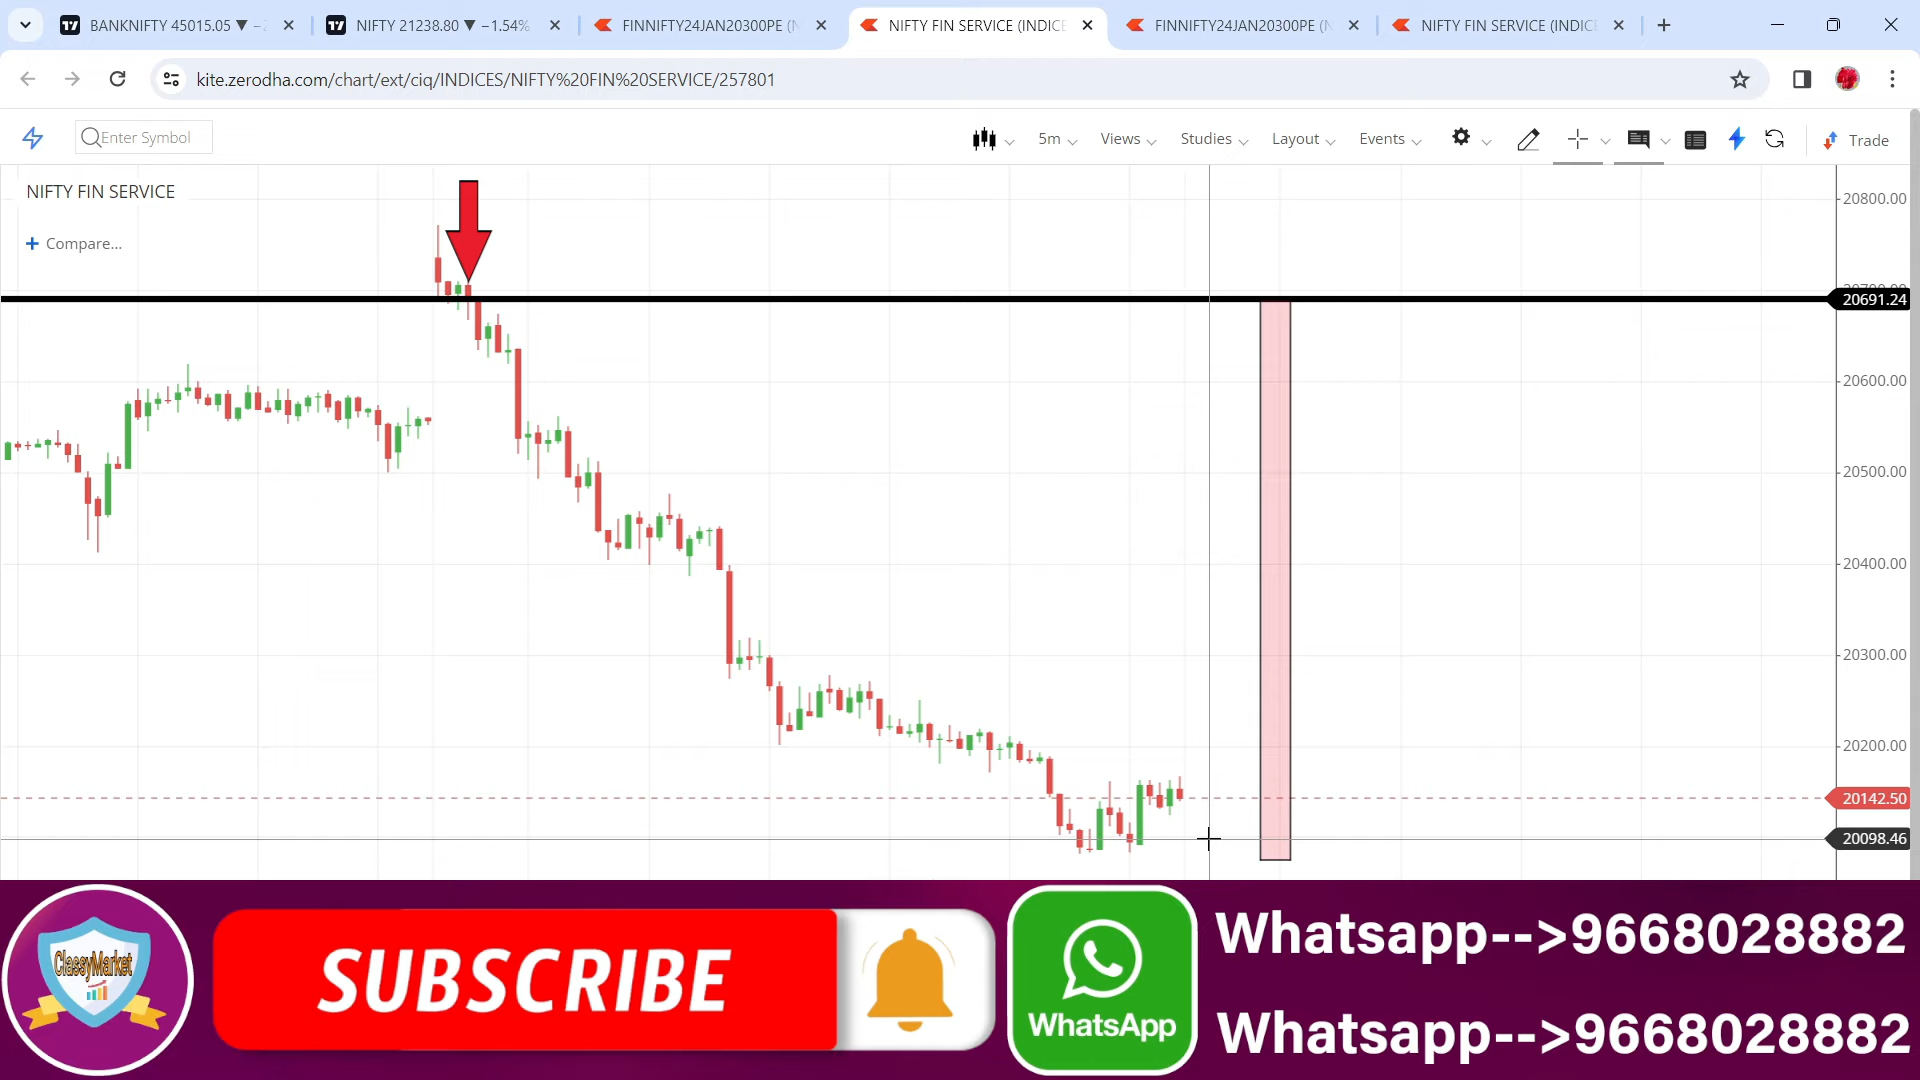 BANKNIFTY 45015.05 ▼ −
NIFTY 21238.80 ▼ −1.54%
FINNIFTY24JAN20300PE (N
NIFTY FIN SERVICE (INDICE
FINNIFTY24JAN20300PE (N
NIFTY FIN SERVICE (INDICE
kite.zerodha.com/chart/ext/ciq/INDICES/NIFTY%20FIN%20SERVICE/257801
Enter Symbol
5m
Views
Studies
Layout
Events
Trade
NIFTY FIN SERVICE
+ Compare...
20800.00
20691.24
20600.00
20500.00
20400.00
20300.00
20200.00
20142.50
20098.46
ClassyMarket
SUBSCRIBE
WhatsApp
Whatsapp-->9668028882
Whatsapp-->9668028882